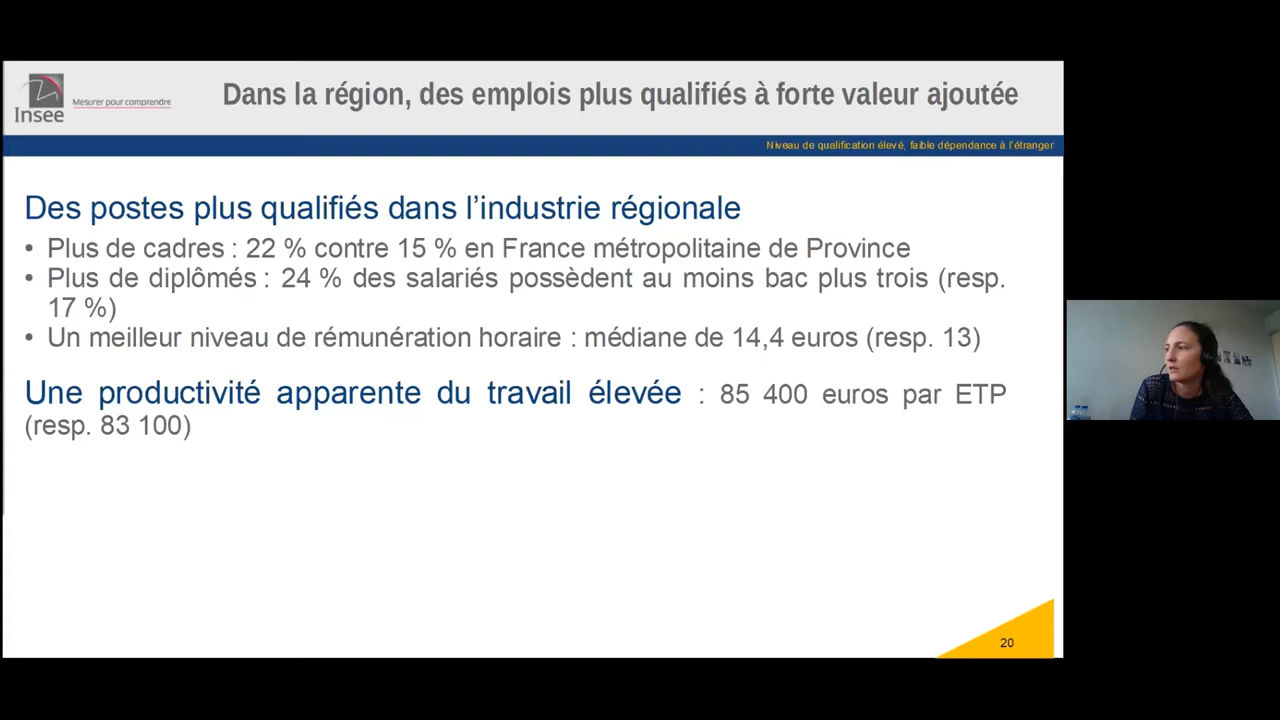 Insee
Mesurer pour comprendre
Dans la région, des emplois plus qualifiés à forte valeur ajoutée
Niveau de qualification élevé, faible dépendance à l'étranger
Des postes plus qualifiés dans l’industrie régionale
• Plus de cadres : 22 % contre 15 % en France métropolitaine de Province
• Plus de diplômés : 24 % des salariés possèdent au moins bac plus trois (resp.
17 %)
• Un meilleur niveau de rémunération horaire : médiane de 14,4 euros (resp. 13)
Une productivité apparente du travail élevée : 85 400 euros par ETP
(resp. 83 100)
20